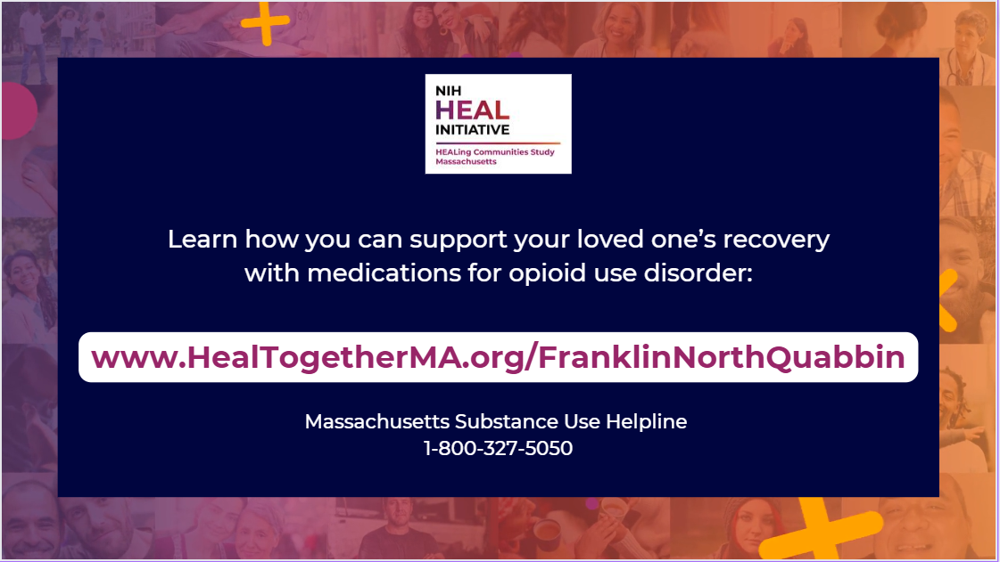 NIH
HEAL
INITIATIVE
HEALing Communities Study
Massachusetts
Learn how you can support your loved one’s recovery
with medications for opioid use disorder:
www.HealTogetherMA.org/FranklinNorthQuabbin
Massachusetts Substance Use Helpline
1-800-327-5050